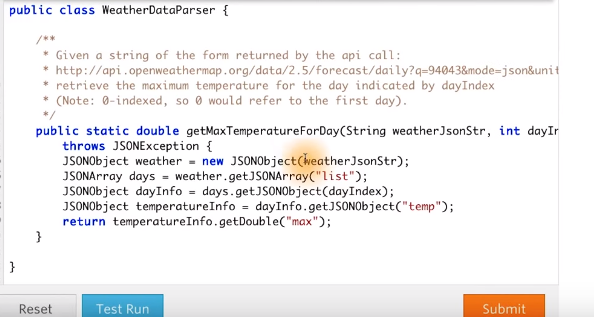 public class WeatherDataParser {
/**
* Given a string of the form returned by the api call:
* http://api.openweathermap.org/data/2.5/forecast/daily?q=94043&mode=json&unit
* retrieve the maximum temperature for the day indicated by dayIndex
* (Note: 0-indexed, so 0 would refer to the first day).
*/
public static double getMaxTemperatureForDay(String weatherJsonStr, int dayIn
throws JSONException {
JSONObject weather = new JSONObject(weatherJsonStr);
JSONArray days = weather.getJSONArray("list");
JSONObject dayInfo = days.getJSONObject(dayIndex);
JSONObject temperatureInfo = dayInfo.getJSONObject("temp");
return temperatureInfo.getDouble("max");
}
}
Reset Test Run Submit